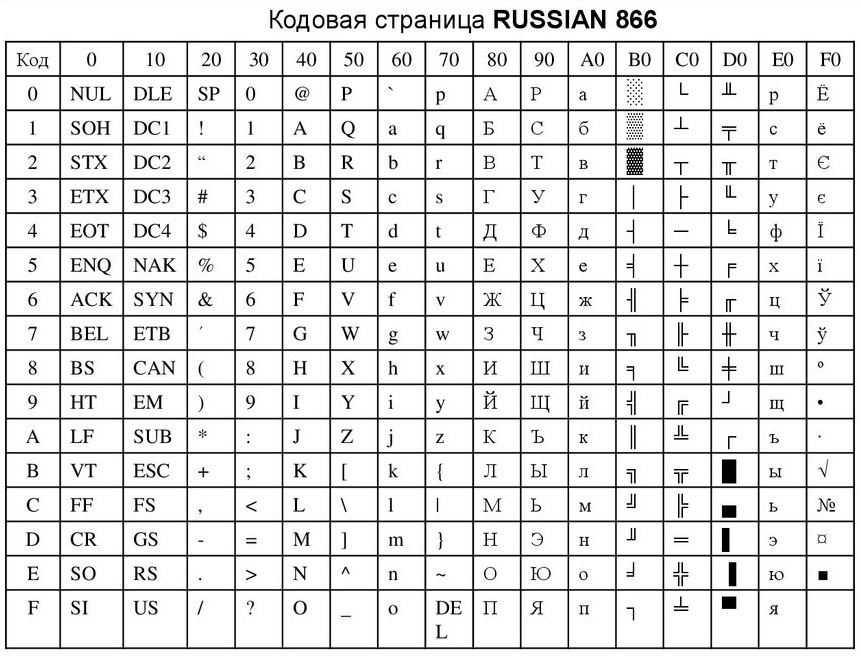 Кодовая страница RUSSIAN 866
Код 0 10 20 30 40 50 60 70 80 90 A0 B0 C0 D0 E0 F0
0 NUL DLE SP 0 @ P ` p А Р а ░ └ ╨ р Ё
1 SOH DC1 ! 1 A Q a q Б С б ▒ ┴ ╤ с ё
2 STX DC2 “ 2 B R b r В Т в ▓ ┬ ╥ т Є
3 ETX DC3 # 3 C S c s Г У г │ ├ ╙ у є
4 EOT DC4 $ 4 D T d t Д Ф д ┤ ─ ╘ ф Ї
5 ENQ NAK % 5 E U e u Е Х е ╡ ┼ ╒ х ї
6 ACK SYN & 6 F V f v Ж Ц ж ╢ ╞ ╓ ц Ў
7 BEL ETB ′ 7 G W g w З Ч з ╖ ╟ ╫ ч ў
8 BS CAN ( 8 H X h x И Ш и ╕ ╚ ╪ ш º
9 HT EM ) 9 I Y i y Й Щ й ╣ ╔ ┘ щ •
A LF SUB * : J Z j z К Ъ к ║ ╩ ┌ ъ ·
B VT ESC + ; K [ k { Л Ы л ╗ ╦ █ ы √
C FF FS , < L \ l | М Ь м ╝ ╠ ▄ ь №
D CR GS - = M ] m } Н Э н ╜ ═ ▌ э ¤
E SO RS . > N ^ n ~ О Ю о ╛ ╬ ▐ ю ■
F SI US / ? O _ o DE П Я п ┐ ╧ ▀ я
L